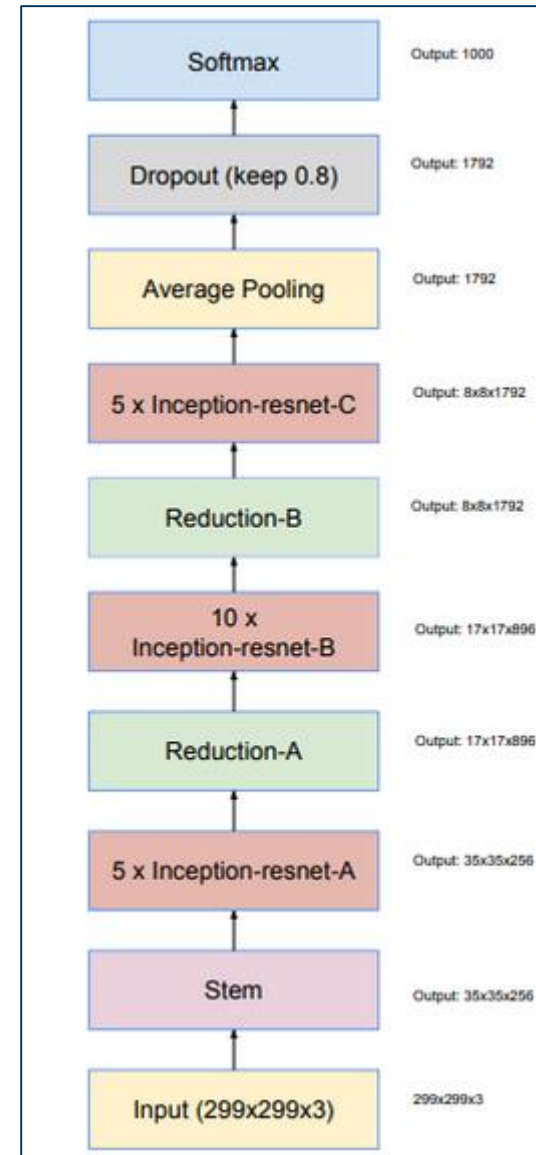 Softmax
Output: 1000
Dropout (keep 0.8)
Output: 1792
Average Pooling
Output: 1792
5 x Inception-resnet-C
Output: 8x8x1792
Reduction-B
Output: 8x8x1792
10 x
Inception-resnet-B
Output: 17x17x896
Reduction-A
Output: 17x17x896
5 x Inception-resnet-A
Output: 35x35x256
Stem
Output: 35x35x256
Input (299x299x3)
299x299x3